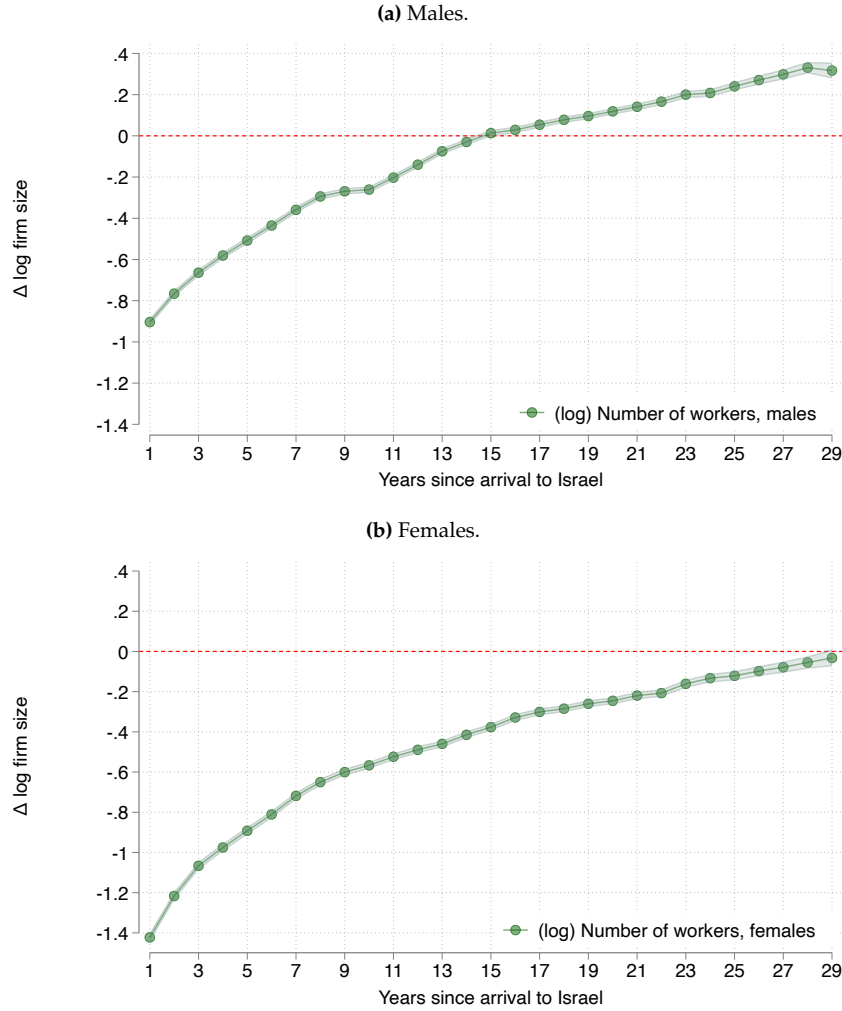 (a) Males.
.4
.2
0
-.2
-.4
-.6
-.8
-1
-1.2
-1.4
Δ log firm size
(log) Number of workers, males
1 3 5 7 9 11 13 15 17 19 21 23 25 27 29
Years since arrival to Israel
(b) Females.
.4
.2
0
-.2
-.4
-.6
-.8
-1
-1.2
-1.4
Δ log firm size
(log) Number of workers, females
1 3 5 7 9 11 13 15 17 19 21 23 25 27 29
Years since arrival to Israel